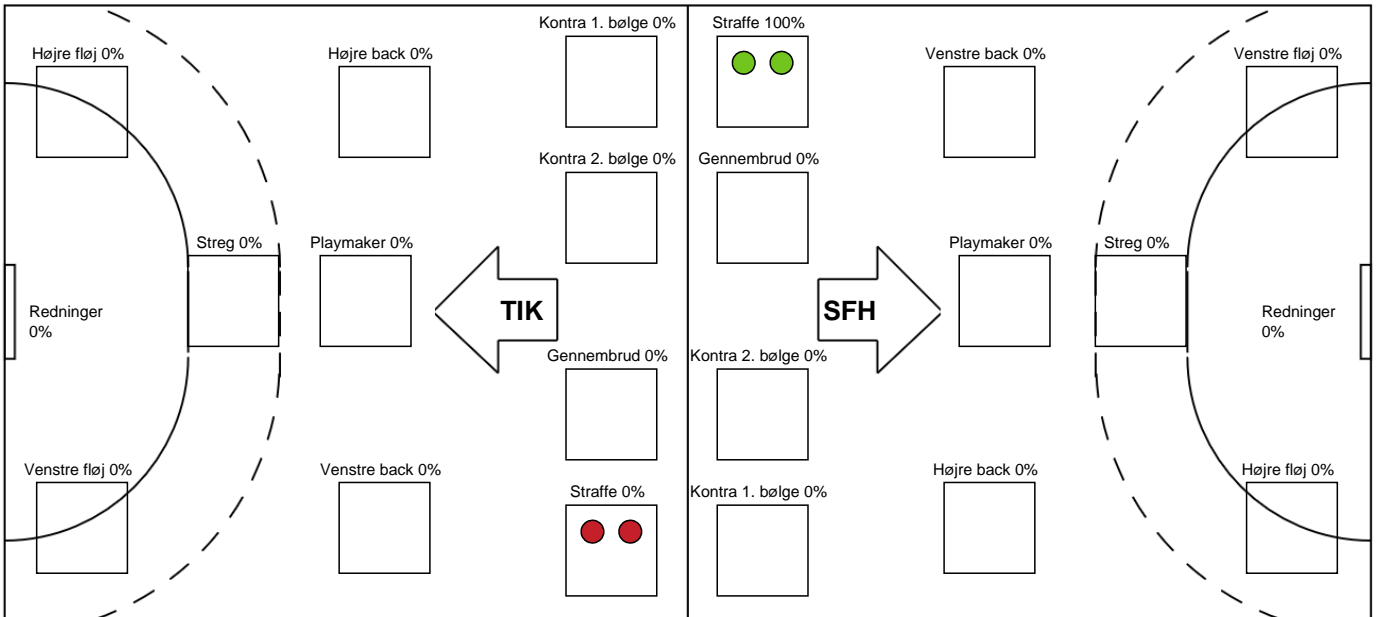 Kontra 1. bølge 0%
Straffe 100%
Højre fløj 0%
Højre back 0%
Venstre back 0%
Venstre fløj 0%
Kontra 2. bølge 0%
Gennembrud 0%
Streg 0%
Playmaker 0%
Playmaker 0%
Streg 0%
Redninger
0%
TIK
SFH
Redninger
0%
Gennembrud 0%
Kontra 2. bølge 0%
Venstre fløj 0%
Venstre back 0%
Højre back 0%
Højre fløj 0%
Straffe 0%
Kontra 1. bølge 0%